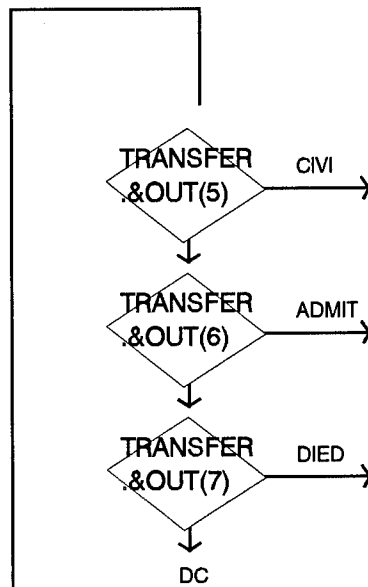 TRANSFER
.&OUT(5)
CIVI
TRANSFER
.&OUT(6)
ADMIT
TRANSFER
.&OUT(7)
DIED
DC